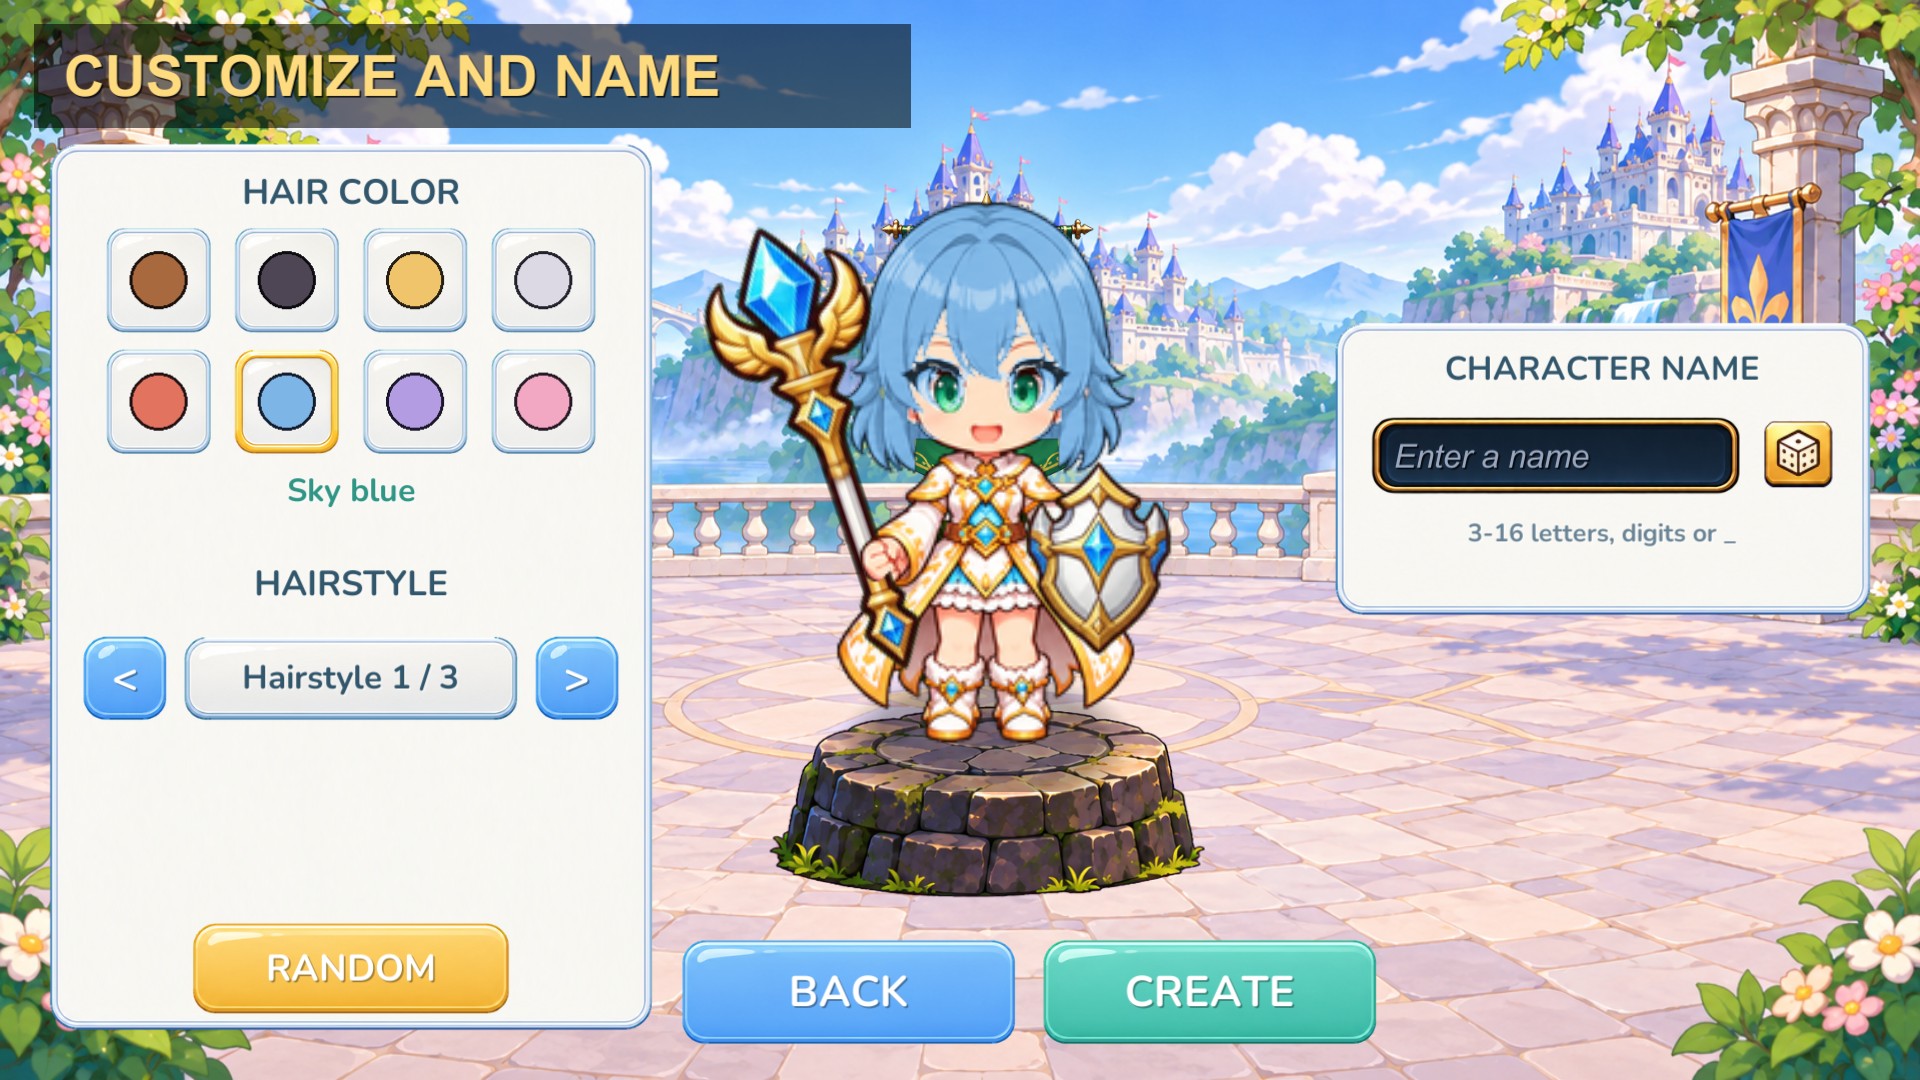 CUSTOMIZE AND NAME
HAIR COLOR
Sky blue
HAIRSTYLE
<
Hairstyle 1 / 3
>
RANDOM
BACK
CREATE
CHARACTER NAME
Enter a name
3-16 letters, digits or _